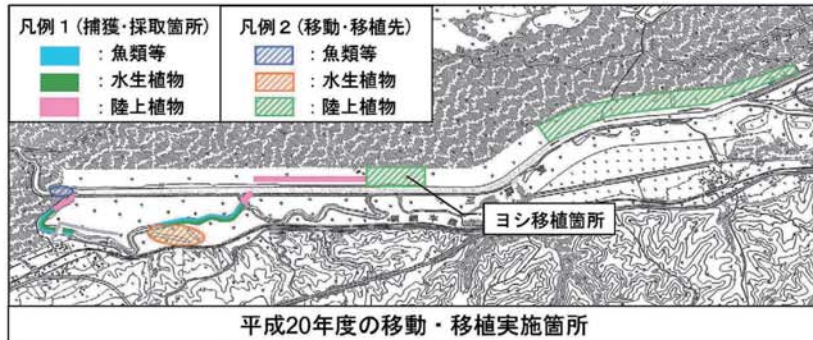 凡例1(捕獲・採取箇所)
:魚類等
:水生植物
:陸上植物
凡例2(移動・移植先)
:魚類等
:水生植物
:陸上植物
ヨシ移植箇所
平成20年度の移動・移植実施箇所